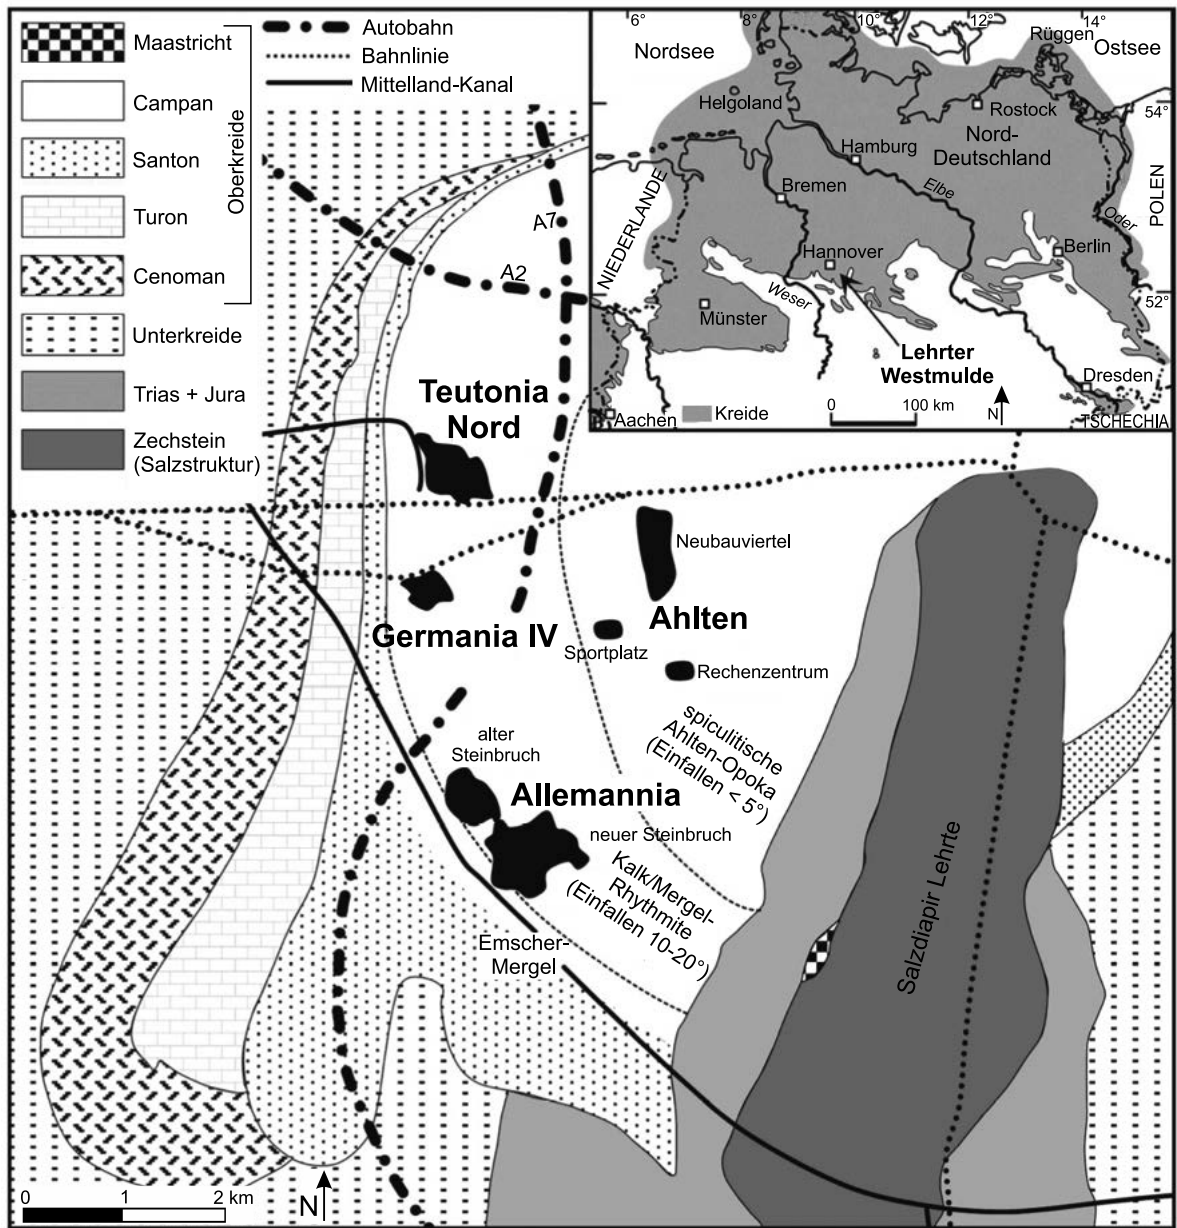 Maastricht
Campan
Santon
Turon
Cenoman
Oberkreide
Unterkreide
Trias + Jura
Zechstein
(Salzstruktur)
Autobahn
Bahnlinie
Mittelland-Kanal
6°
8°
10°
12°
14°
Nordsee
Rüggen
Ostsee
Helgoland
Rostock
54°
Nord-
Deutschland
Hamburg
Bremen
Elbe
NIEDERLANDE
POLEN
Oder
Hannover
Berlin
Weser
52°
Münster
Lehrter
Westmulde
Dresden
Aachen
Kreide
0
100 km
N
TSCHECHIA
A7
A2
Teutonia
Nord
Neubauviertel
Germania IV
Ahlten
Sportplatz
Rechenzentrum
alter
Steinbruch
spiculitische
Ahlten-Opoka
(Einfallen < 5°)
Allemannia
neuer Steinbruch
Kalk/Mergel-
Rhythmite
(Einfallen 10-20°)
Emscher-
Mergel
Salzdiapir Lehrte
0
1
2 km
N